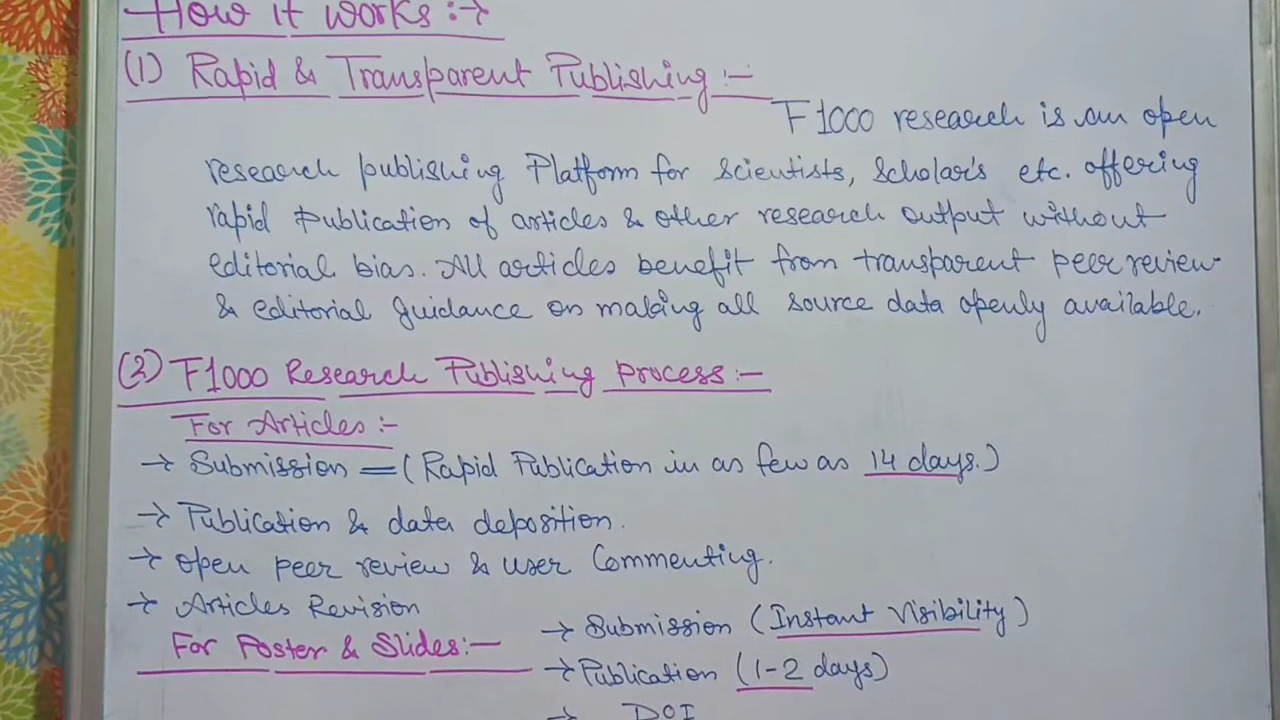 How it works :→
(1) Rapid & Transparent Publishing :-
F1000 research is an open
research publishing Platform for scientists, Scholar's etc. offering
rapid Publication of articles & other research output without
editorial bias. All articles benefit from transparent peer review
& editorial guidance on making all source data openly available.
(2) F1000 Research Publishing process :-
For Articles :-
→ Submission = (Rapid Publication in as few as 14 days.)
→ Publication & data deposition.
→ open peer review & user Commenting.
→ Articles Revision
For Poster & Slides :-
→ Submission (Instant Visibility)
→ Publication (1-2 days)
→ DOI